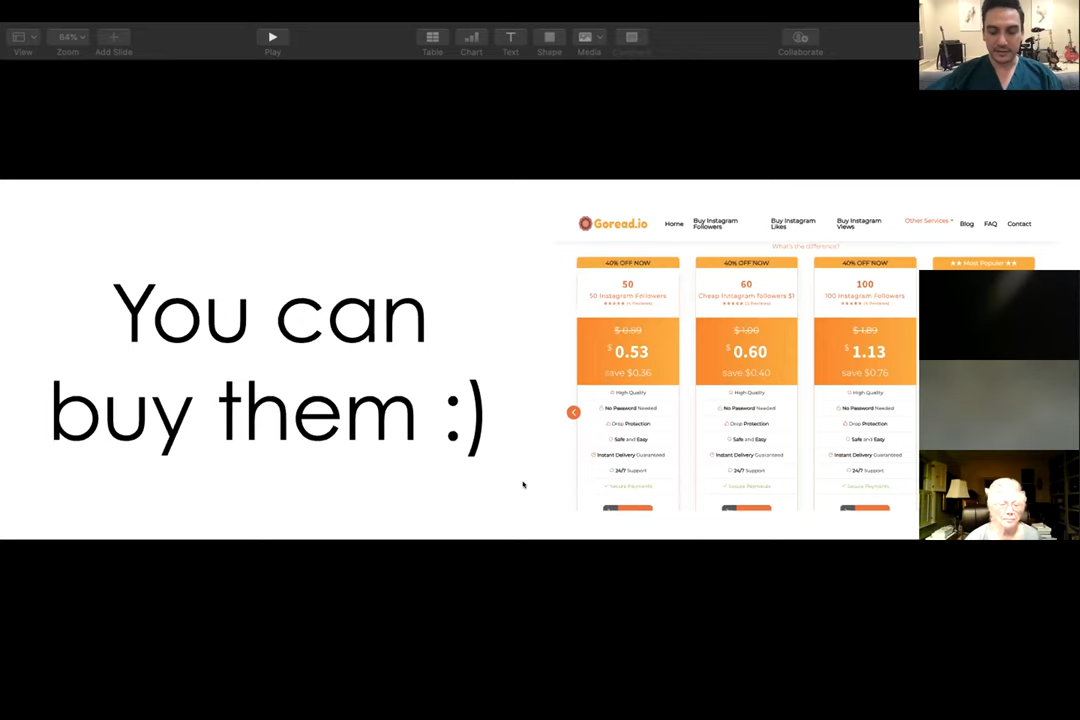 View
64%
Zoom
Add Slide
Play
Table
Chart
Text
Shape
Media
Collaborate
You can
buy them :)
Goread.io
Home
Buy Instagram
Followers
Buy Instagram
Likes
Buy Instagram
Views
Other Services
Blog
FAQ
Contact
What's the difference?
40% OFF NOW
50
50 Instagram Followers
$ 0.89
$ 0.53
save $0.36
High Quality
No Password Needed
Drop Protection
Safe and Easy
Instant Delivery Guaranteed
24/7 Support
Secure Payments
40% OFF NOW
60
Cheap Instagram followers $1
$ 1.00
$ 0.60
save $0.40
High Quality
No Password Needed
Drop Protection
Safe and Easy
Instant Delivery Guaranteed
24/7 Support
Secure Payments
40% OFF NOW
100
100 Instagram Followers
$ 1.89
$ 1.13
save $0.76
High Quality
No Password Needed
Drop Protection
Safe and Easy
Instant Delivery Guaranteed
24/7 Support
Secure Payments
★★ Most Populer ★★